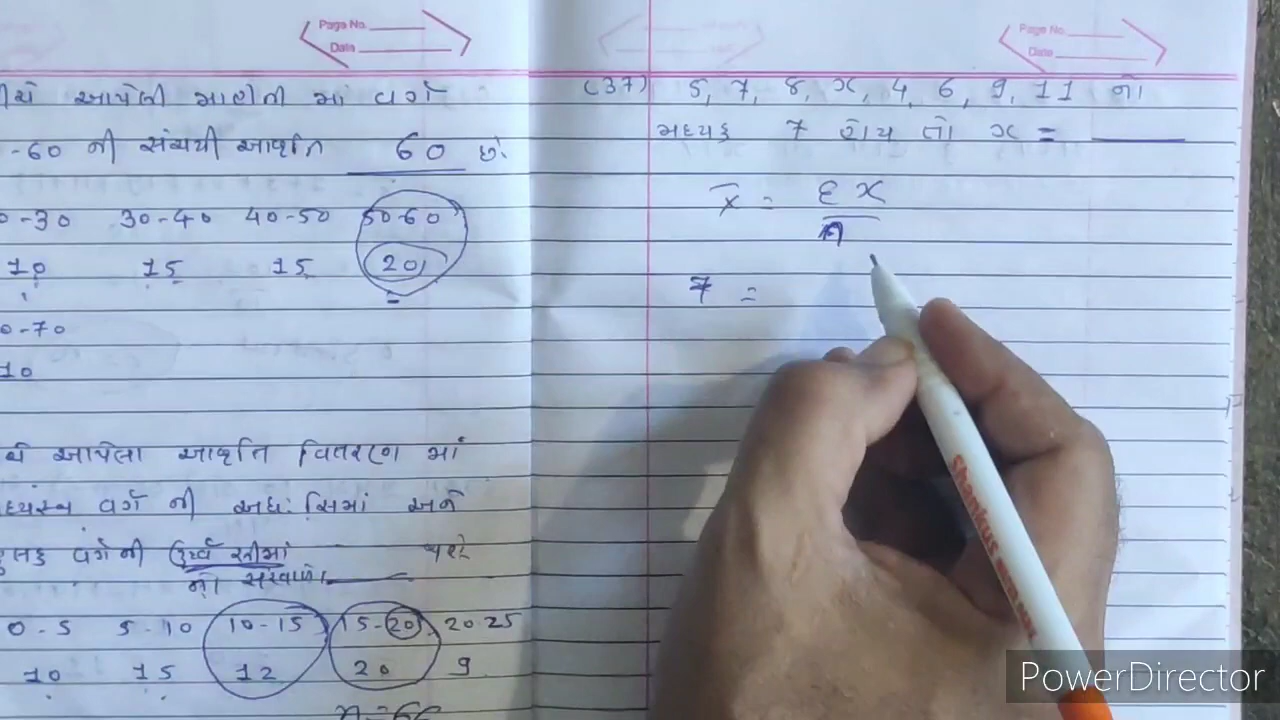 Page No.
Date
આપેલી માહિતી માં વર્ગ
-60 ની સંચયી આવૃત્તિ 60 છે.
0-30 30-40 40-50 50-60
10 15 15 20
0-70
10
આપેલા આવૃત્તિ વિતરણ માં
વર્ગ ની અધઃસિમાં અને
વર્ગની ઉર્ધ્વ સીમાં થશે
નો સરવાળો
0-5 5-10 10-15 15-20 20-25
10 15 12 20 9
n=66
Page No.
Date
(37) 5, 7, 8, x, 4, 6, 9, 11 નો
મધ્યક 7 હોય તો x =
x̄ = Σx
n
7 =
Shankus
PowerDirector